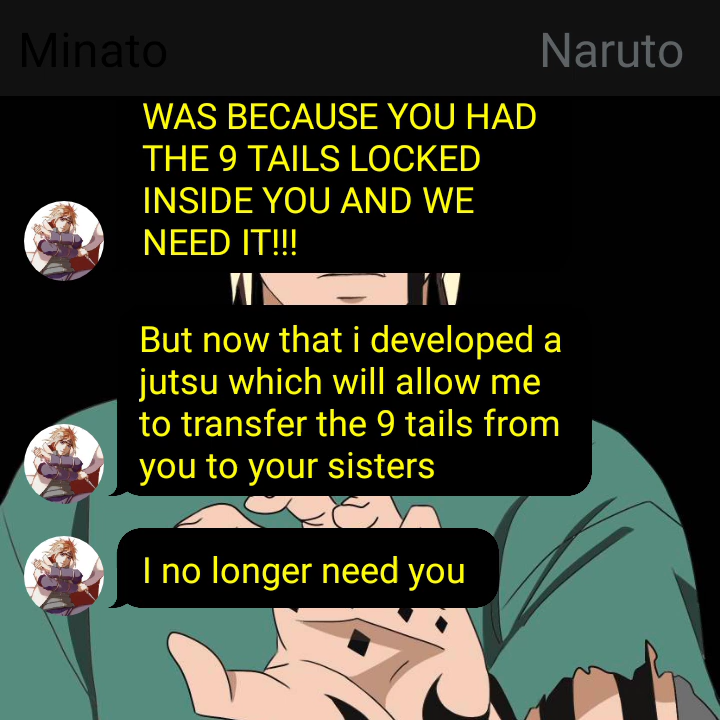 Minato
Naruto
WAS BECAUSE YOU HAD
THE 9 TAILS LOCKED
INSIDE YOU AND WE
NEED IT!!!
But now that i developed a
jutsu which will allow me
to transfer the 9 tails from
you to your sisters
I no longer need you